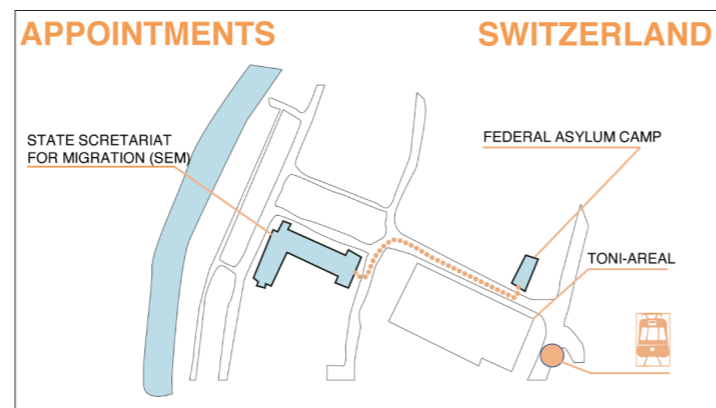 APPOINTMENTS
SWITZERLAND
STATE SCRETARIAT
FOR MIGRATION (SEM)
FEDERAL ASYLUM CAMP
TONI-AREAL